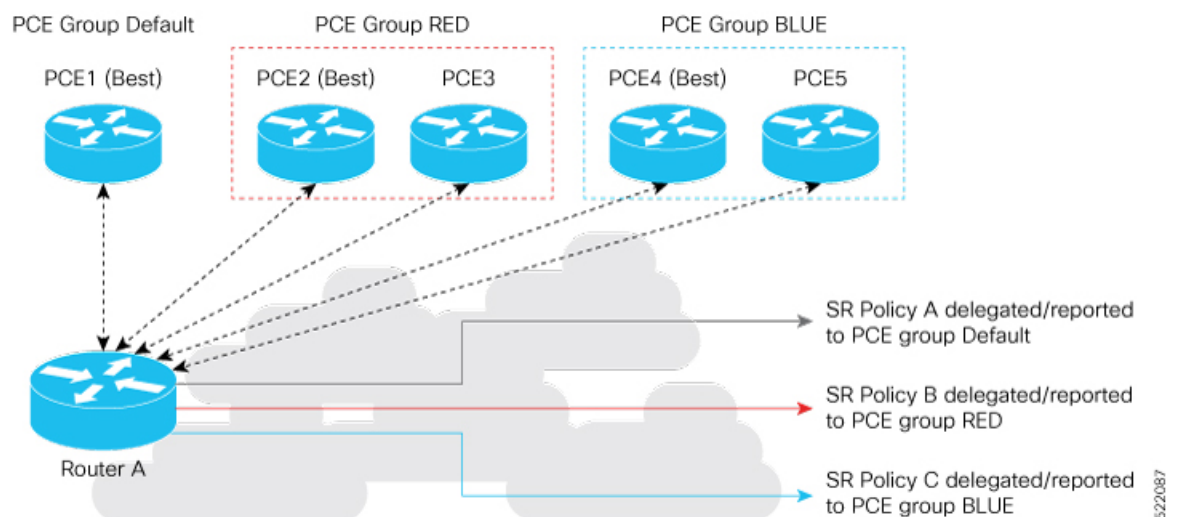 PCE Group Default
PCE Group RED
PCE Group BLUE
PCE1 (Best)
PCE2 (Best)
PCE3
PCE4 (Best)
PCE5
SR Policy A delegated/reported
to PCE group Default
SR Policy B delegated/reported
to PCE group RED
Router A
SR Policy C delegated/reported
to PCE group BLUE
522087